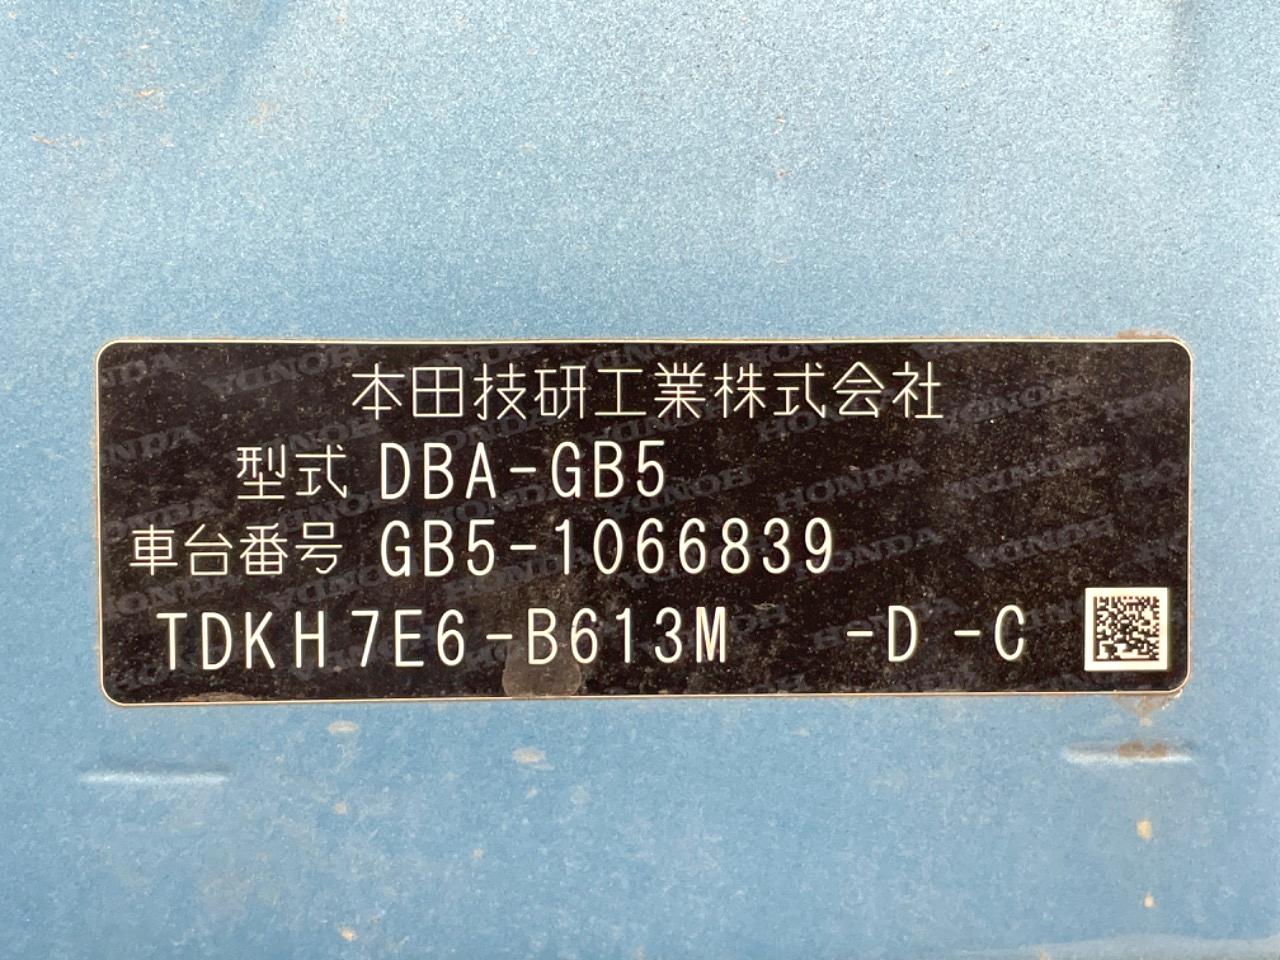 本田技研工業株式会社
型式 DBA-GB5
車台番号 GB5-1066839
TDKH7E6-B613M -D -C